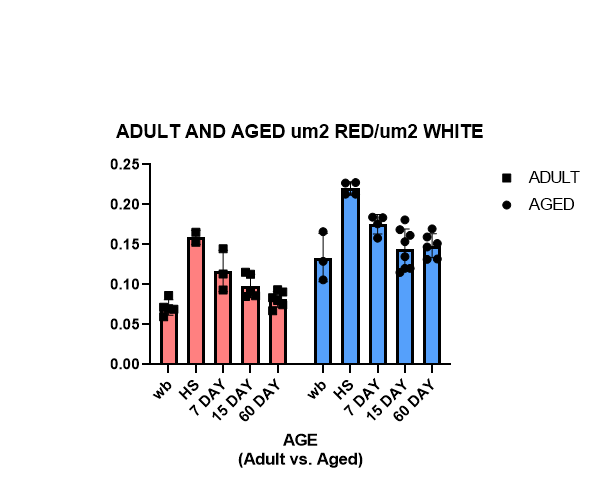 ADULT AND AGED um2 RED/um2 WHITE
0.25
0.20
0.15
0.10
0.05
0.00
wb
HS
7 DAY
15 DAY
60 DAY
wb
HS
7 DAY
15 DAY
60 DAY
AGE
(Adult vs. Aged)
ADULT
AGED